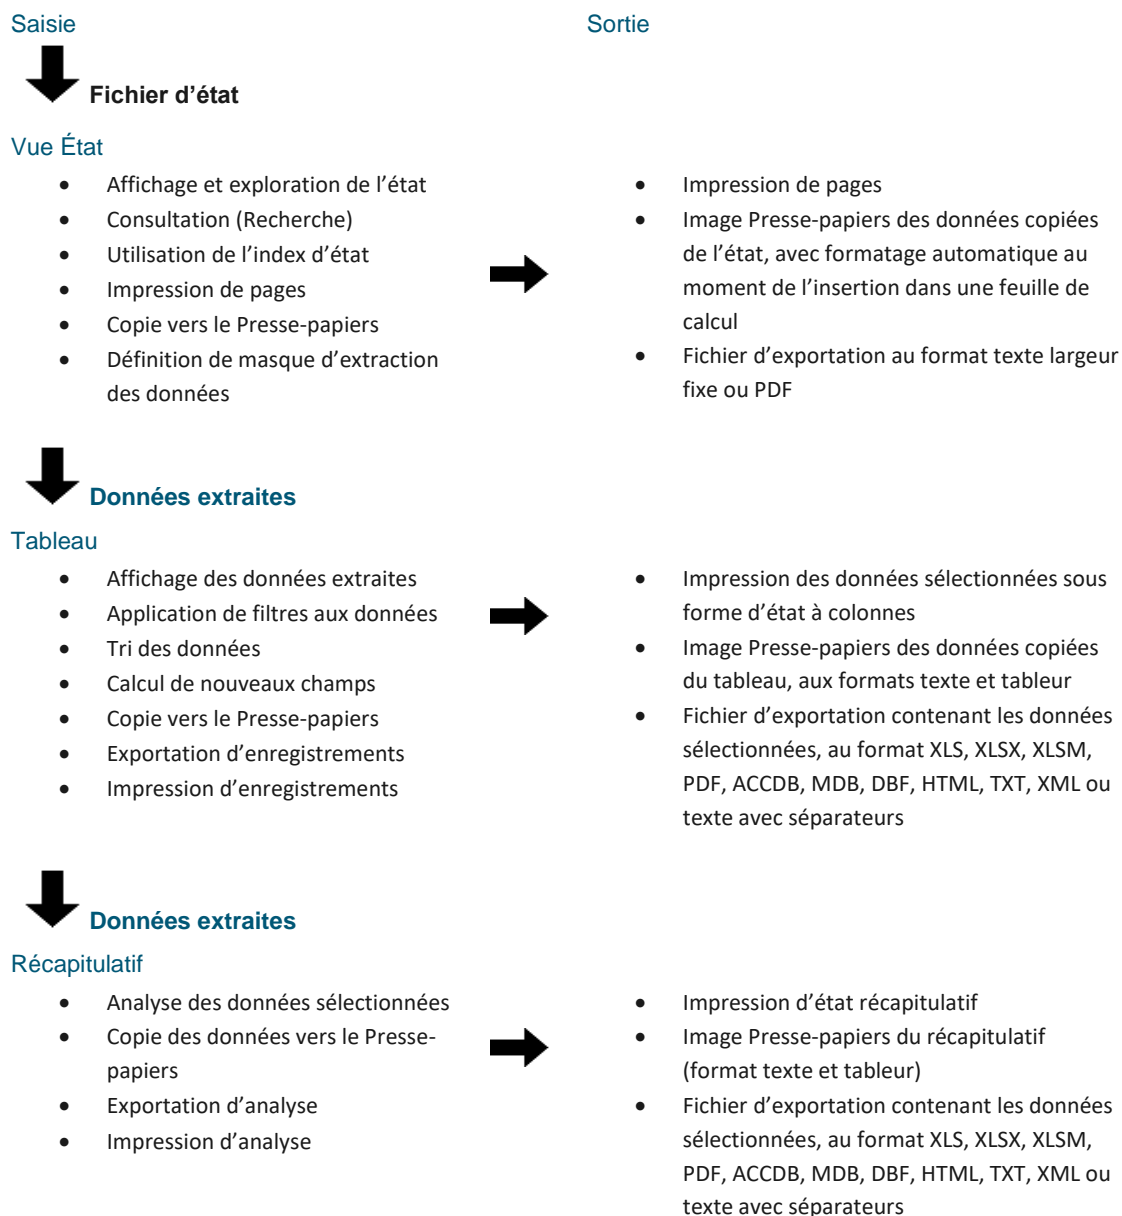 Saisie
Sortie
Fichier d’état
Vue État
• Affichage et exploration de l’état
• Consultation (Recherche)
• Utilisation de l’index d’état
• Impression de pages
• Copie vers le Presse-papiers
• Définition de masque d’extraction
des données
• Impression de pages
• Image Presse-papiers des données copiées
de l’état, avec formatage automatique au
moment de l’insertion dans une feuille de
calcul
• Fichier d’exportation au format texte largeur
fixe ou PDF
Données extraites
Tableau
• Affichage des données extraites
• Application de filtres aux données
• Tri des données
• Calcul de nouveaux champs
• Copie vers le Presse-papiers
• Exportation d’enregistrements
• Impression d’enregistrements
• Impression des données sélectionnées sous
forme d’état à colonnes
• Image Presse-papiers des données copiées
du tableau, aux formats texte et tableur
• Fichier d’exportation contenant les données
sélectionnées, au format XLS, XLSX, XLSM,
PDF, ACCDB, MDB, DBF, HTML, TXT, XML ou
texte avec séparateurs
Données extraites
Récapitulatif
• Analyse des données sélectionnées
• Copie des données vers le Presse-
papiers
• Exportation d’analyse
• Impression d’analyse
• Impression d’état récapitulatif
• Image Presse-papiers du récapitulatif
(format texte et tableur)
• Fichier d’exportation contenant les données
sélectionnées, au format XLS, XLSX, XLSM,
PDF, ACCDB, MDB, DBF, HTML, TXT, XML ou
texte avec séparateurs